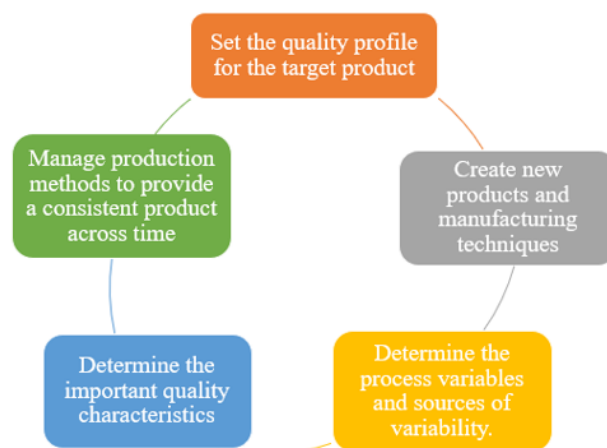 Set the quality profile
for the target product
Create new
products and
manufacturing
techniques
Determine the
process variables
and sources of
variability.
Determine the
important quality
characteristics
Manage production
methods to provide
a consistent product
across time